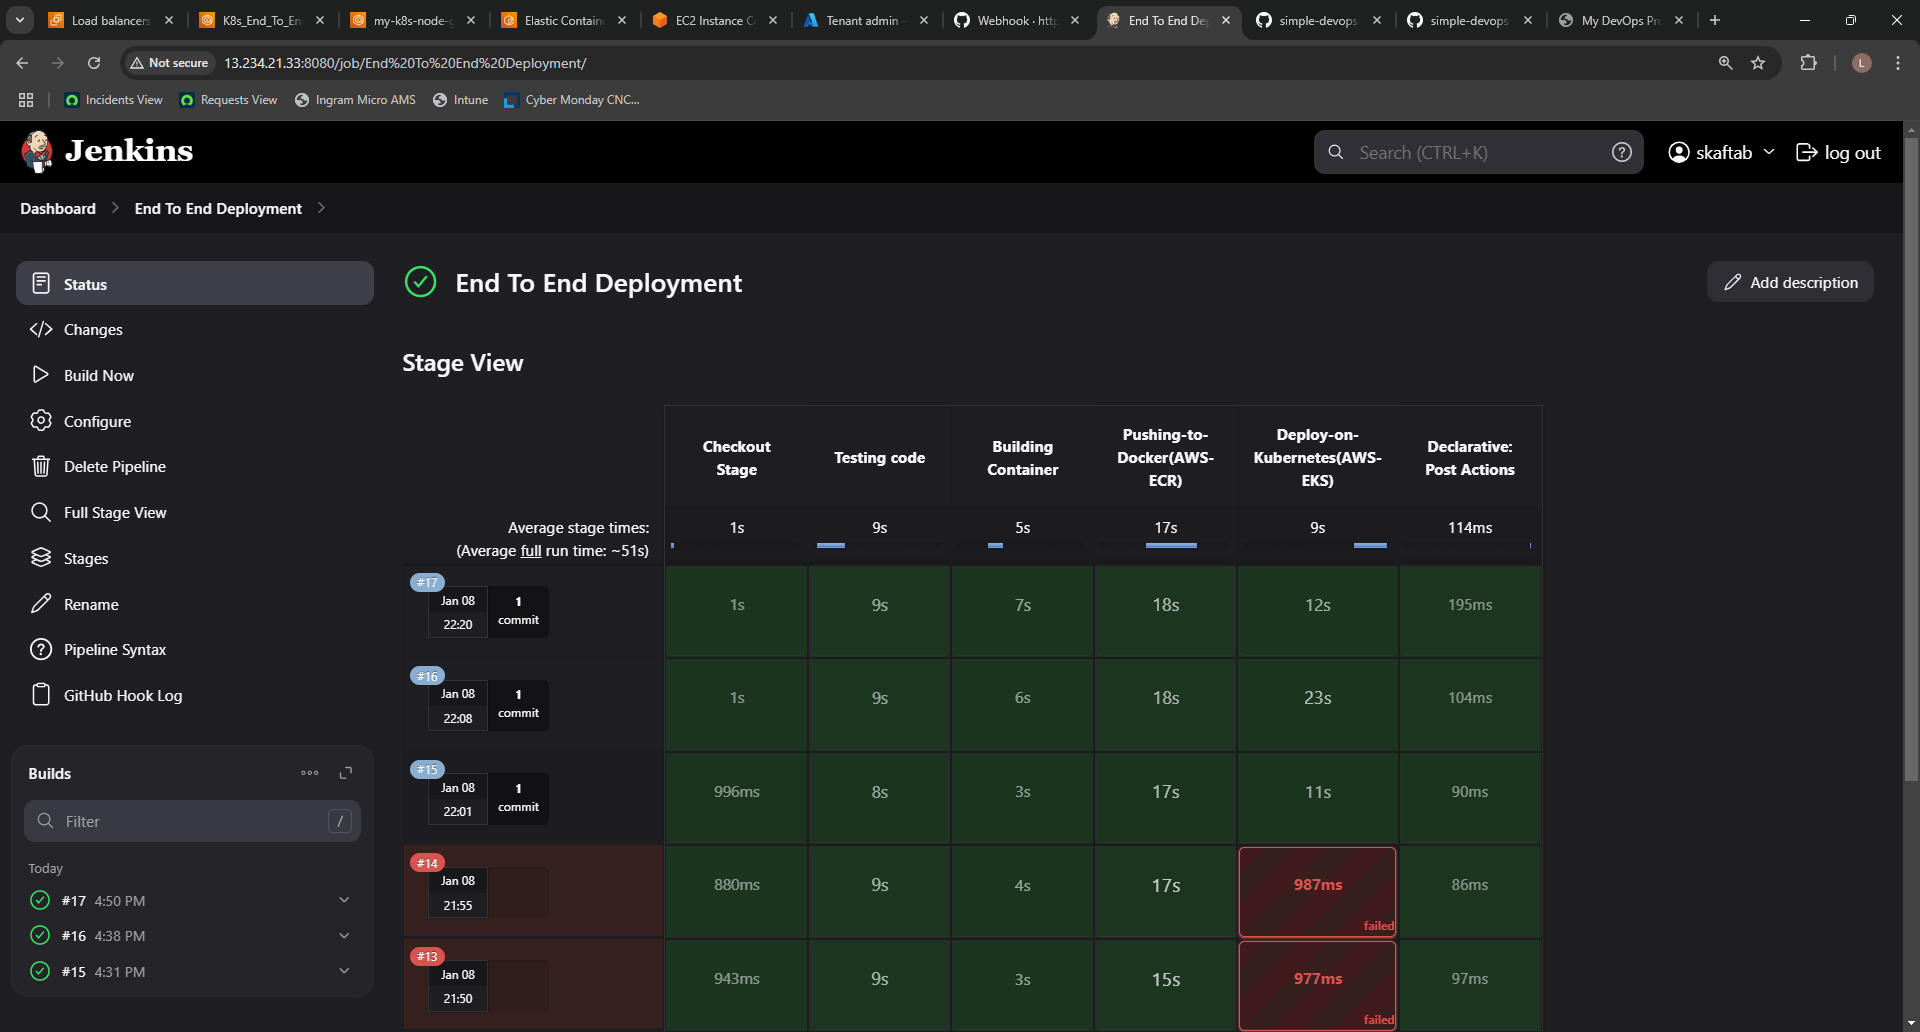 Load balancers
K8s_End_To_En
my-k8s-node-g
Elastic Contain
EC2 Instance C
Tenant admin -
Webhook · http
End To End De
simple-devops
simple-devops
My DevOps Pr
Not secure
13.234.21.33:8080/job/End%20To%20End%20Deployment/
L
Incidents View
Requests View
Ingram Micro AMS
Intune
Cyber Monday CNC...
Jenkins
Search (CTRL+K)
skaftab
log out
Dashboard
End To End Deployment
Status
Changes
Build Now
Configure
Delete Pipeline
Full Stage View
Stages
Rename
Pipeline Syntax
GitHub Hook Log
Builds
Filter
/
Today
#17 4:50 PM
#16 4:38 PM
#15 4:31 PM
End To End Deployment
Add description
Stage View
Checkout
Stage
Testing code
Building
Container
Pushing-to-
Docker(AWS-
ECR)
Deploy-on-
Kubernetes(AWS-
EKS)
Declarative:
Post Actions
Average stage times:
(Average full run time: ~51s)
1s
9s
5s
17s
9s
114ms
#17
Jan 08
22:20
1
commit
1s
9s
7s
18s
12s
195ms
#16
Jan 08
22:08
1
commit
1s
9s
6s
18s
23s
104ms
#15
Jan 08
22:01
1
commit
996ms
8s
3s
17s
11s
90ms
#14
Jan 08
21:55
880ms
9s
4s
17s
987ms
failed
86ms
#13
Jan 08
21:50
943ms
9s
3s
15s
977ms
failed
97ms